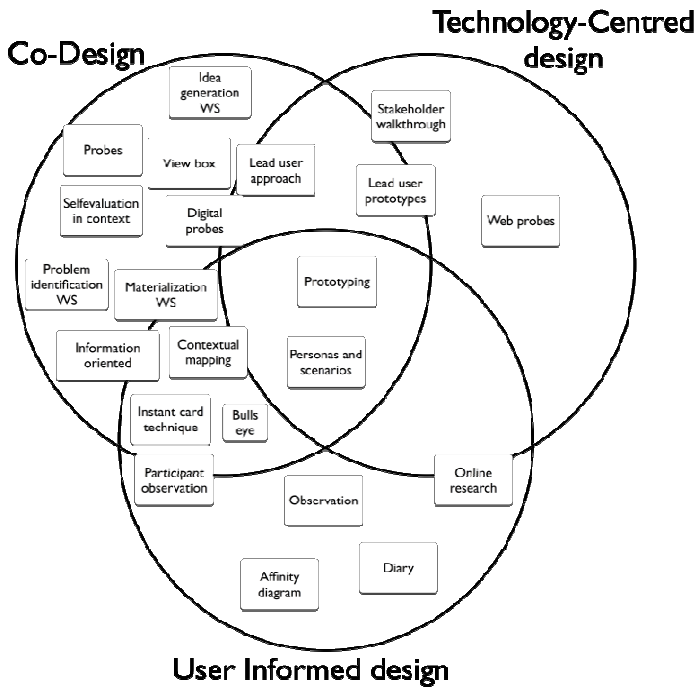 Technology-Centred
design
Co-Design
Idea
generation
WS
Stakeholder
walkthrough
Probes
View box
Lead user
approach
Lead user
prototypes
Selfevaluation
in context
Digital
probes
Web probes
Problem
identification
WS
Materialization
WS
Prototyping
Information
oriented
Contextual
mapping
Personas and
scenarios
Instant card
technique
Bulls
eye
Participant
observation
Observation
Online
research
Affinity
diagram
Diary
User Informed design